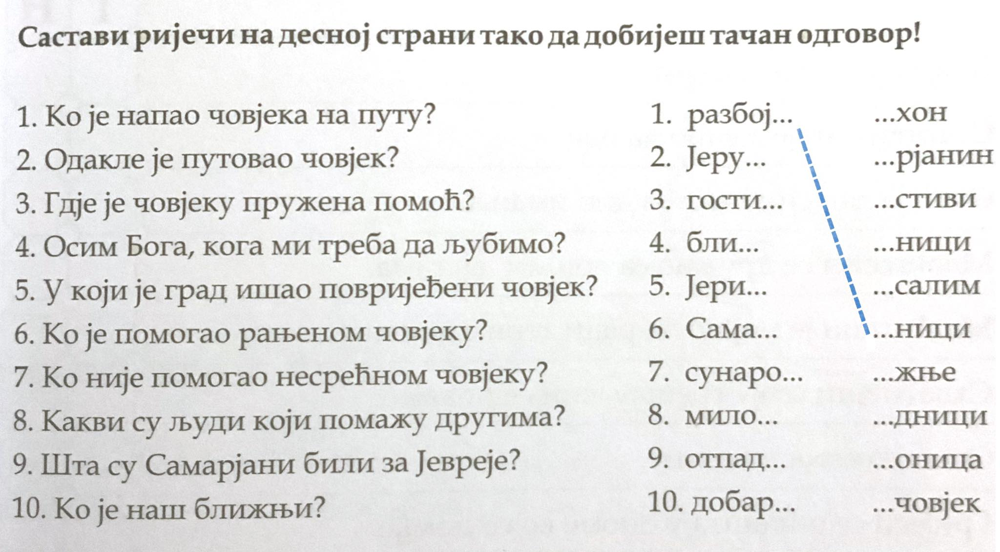 Састави ријечи на десној страни тако да добијеш тачан одговор!
1. Ко је напао човјека на путу? 1. разбој... ...хон
2. Одакле је путовао човјек? 2. Јеру... ...рјанин
3. Гдје је човјеку пружена помоћ? 3. гости... ...стиви
4. Осим Бога, кога ми треба да љубимо? 4. бли... ...ници
5. У који је град ишао повријеђени човјек? 5. Јери... ...салим
6. Ко је помогао рањеном човјеку? 6. Сама... ...ници
7. Ко није помогао несрећном човјеку? 7. сунаро... ...жње
8. Какви су људи који помажу другима? 8. мило... ...дници
9. Шта су Самарјани били за Јевреје? 9. отпад... ...оница
10. Ко је наш ближњи? 10. добар... ...човјек